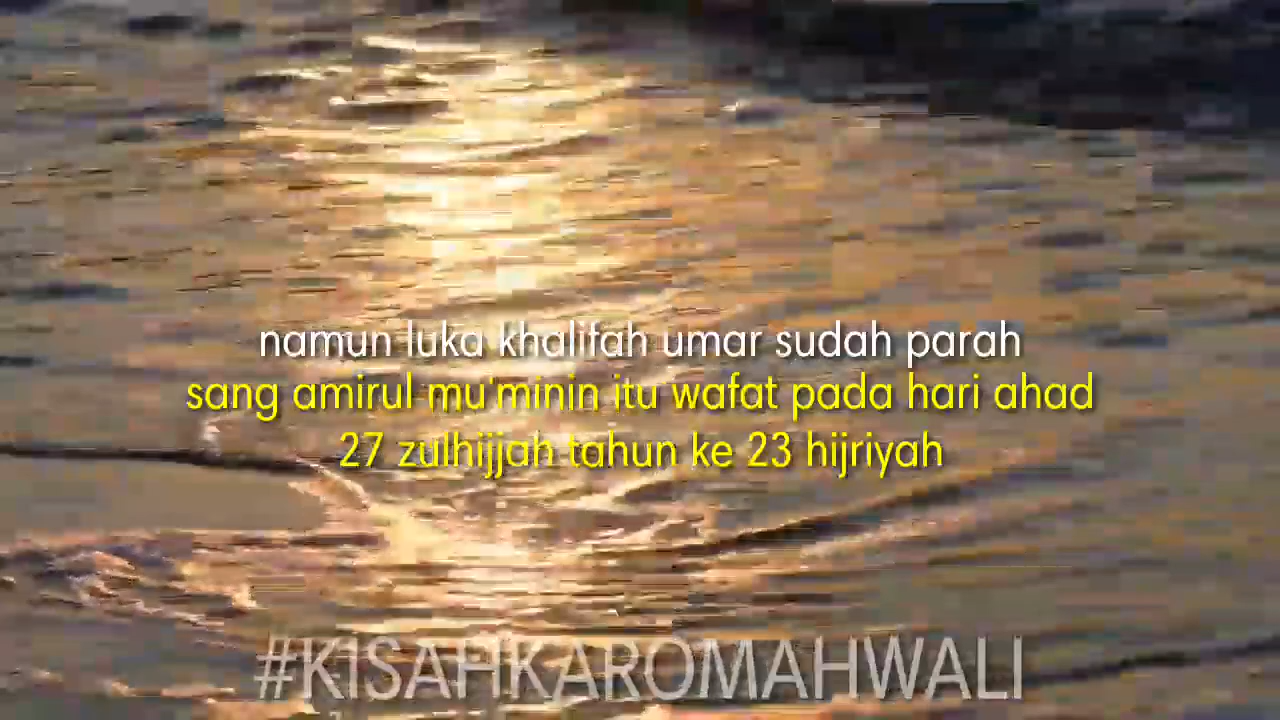 namun luka khalifah umar sudah parah
sang amirul mu'minin itu wafat pada hari ahad
27 zulhijjah tahun ke 23 hijriyah
#KISAHKAROMAHWALI